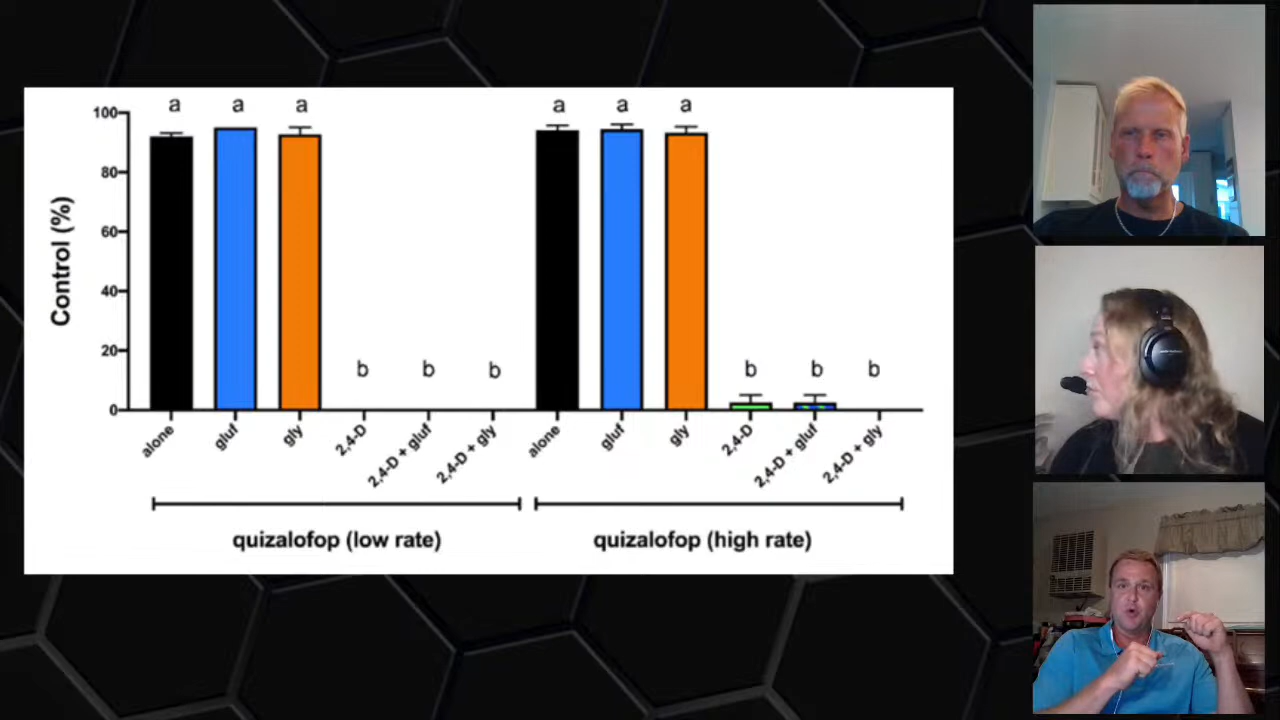 a a a a a a
100
80
60
40
20
0
Control (%)
b b b b b b
alone gluf gly 2,4-D 2,4-D + gluf 2,4-D + gly alone gluf gly 2,4-D 2,4-D + gluf 2,4-D + gly
quizalofop (low rate) quizalofop (high rate)